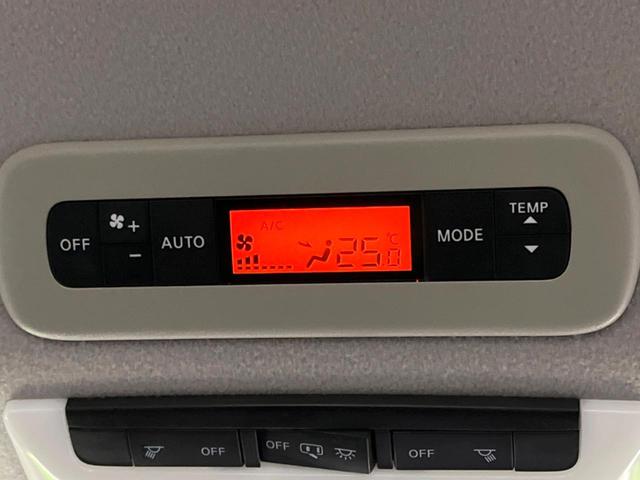 OFF + - AUTO A/C 25.0 °C MODE TEMP
OFF OFF OFF